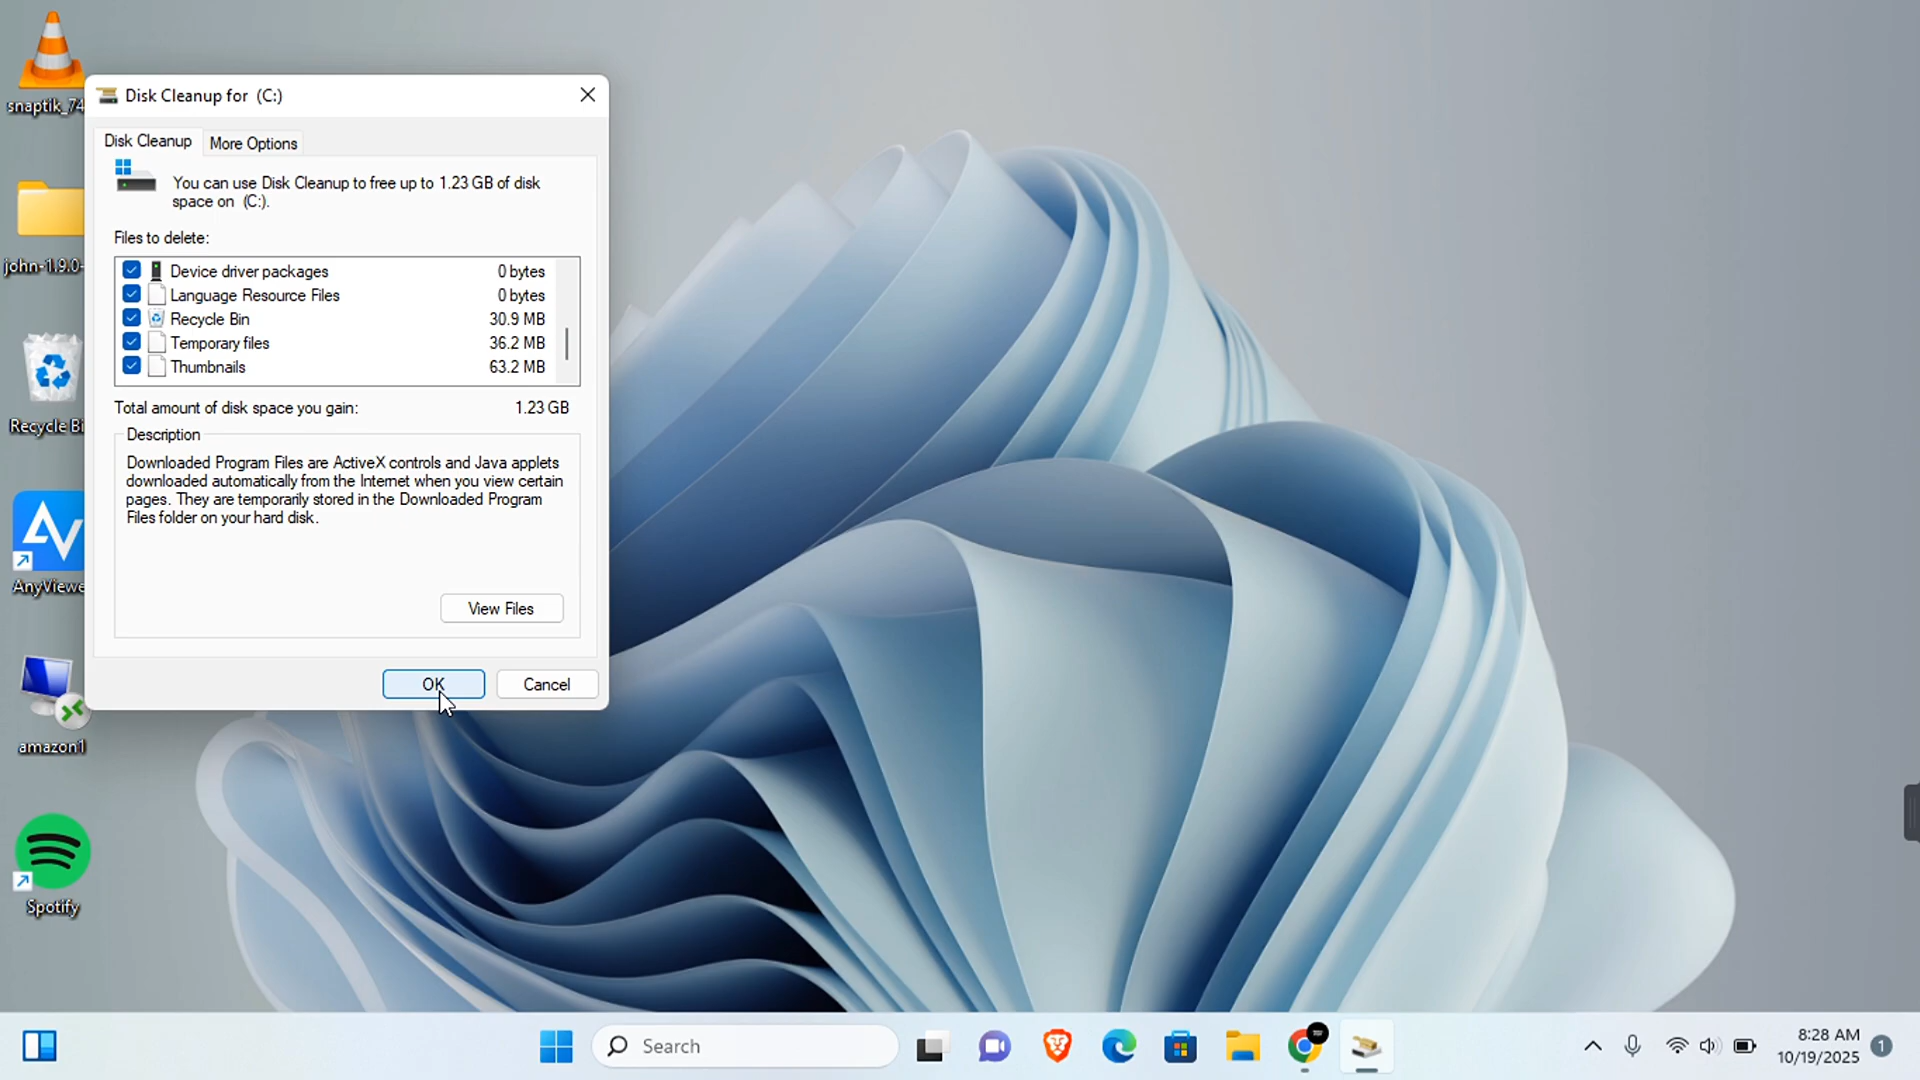 snaptik_74
john-1.9.0-
Recycle Bi
AnyViewe
amazon1
Spotify
Disk Cleanup for (C:)
Disk Cleanup
More Options
You can use Disk Cleanup to free up to 1.23 GB of disk
space on (C:).
Files to delete:
Device driver packages 0 bytes
Language Resource Files 0 bytes
Recycle Bin 30.9 MB
Temporary files 36.2 MB
Thumbnails 63.2 MB
Total amount of disk space you gain: 1.23 GB
Description
Downloaded Program Files are ActiveX controls and Java applets
downloaded automatically from the Internet when you view certain
pages. They are temporarily stored in the Downloaded Program
Files folder on your hard disk.
View Files
OK
Cancel
Search
8:28 AM
10/19/2025
1